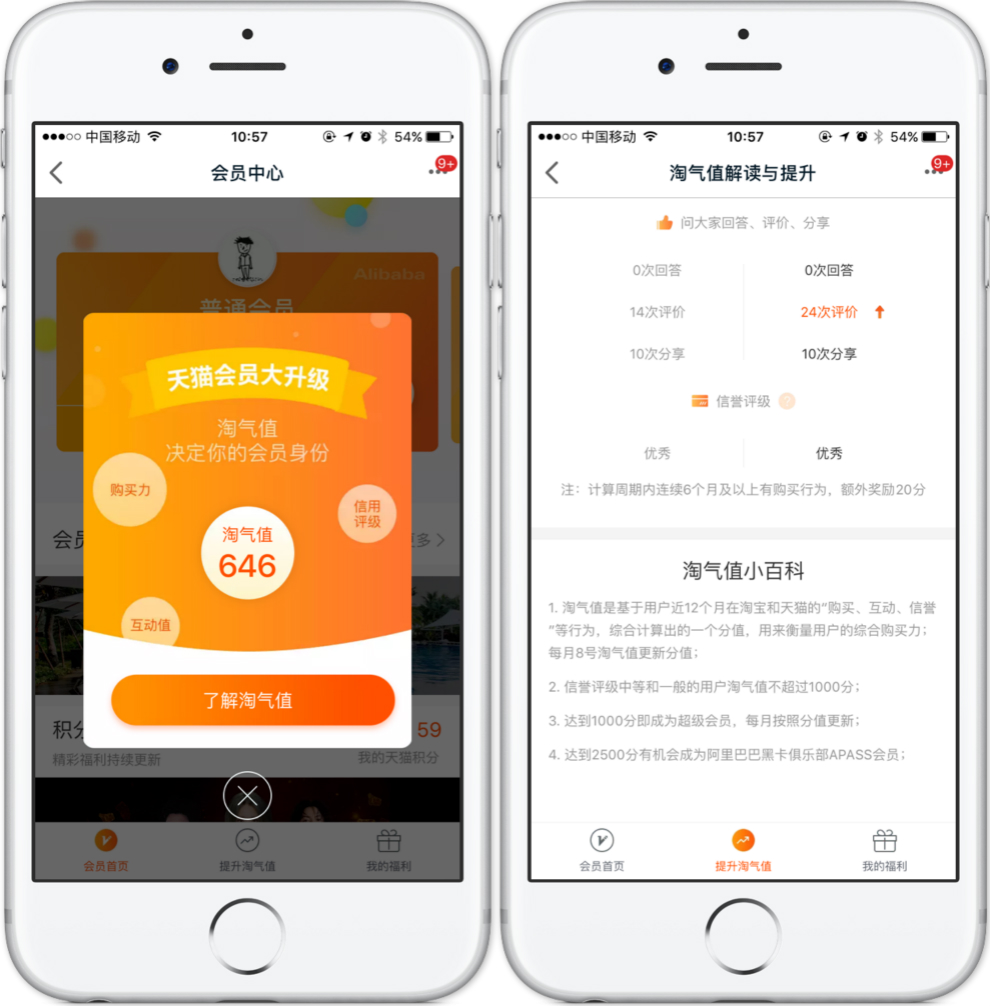 中国移动
10:57
54%
会员中心
9+
Alibaba
普通会员
天猫会员大升级
淘气值
决定你的会员身份
购买力
信用
评级
淘气值
646
互动值
会员
更多
了解淘气值
积分
59
精彩福利持续更新
我的天猫积分
会员首页
提升淘气值
我的福利
中国移动
10:57
54%
淘气值解读与提升
9+
问大家回答、评价、分享
0次回答
0次回答
14次评价
24次评价
10次分享
10次分享
信誉评级 ?
优秀
优秀
注：计算周期内连续6个月及以上有购买行为，额外奖励20分
淘气值小百科
1. 淘气值是基于用户近12个月在淘宝和天猫的“购买、互动、信誉
”等行为，综合计算出的一个分值，用来衡量用户的综合购买力；
每月8号淘气值更新分值；
2. 信誉评级中等和一般的用户淘气值不超过1000分；
3. 达到1000分即成为超级会员，每月按照分值更新；
4. 达到2500分有机会成为阿里巴巴黑卡俱乐部APASS会员；
会员首页
提升淘气值
我的福利